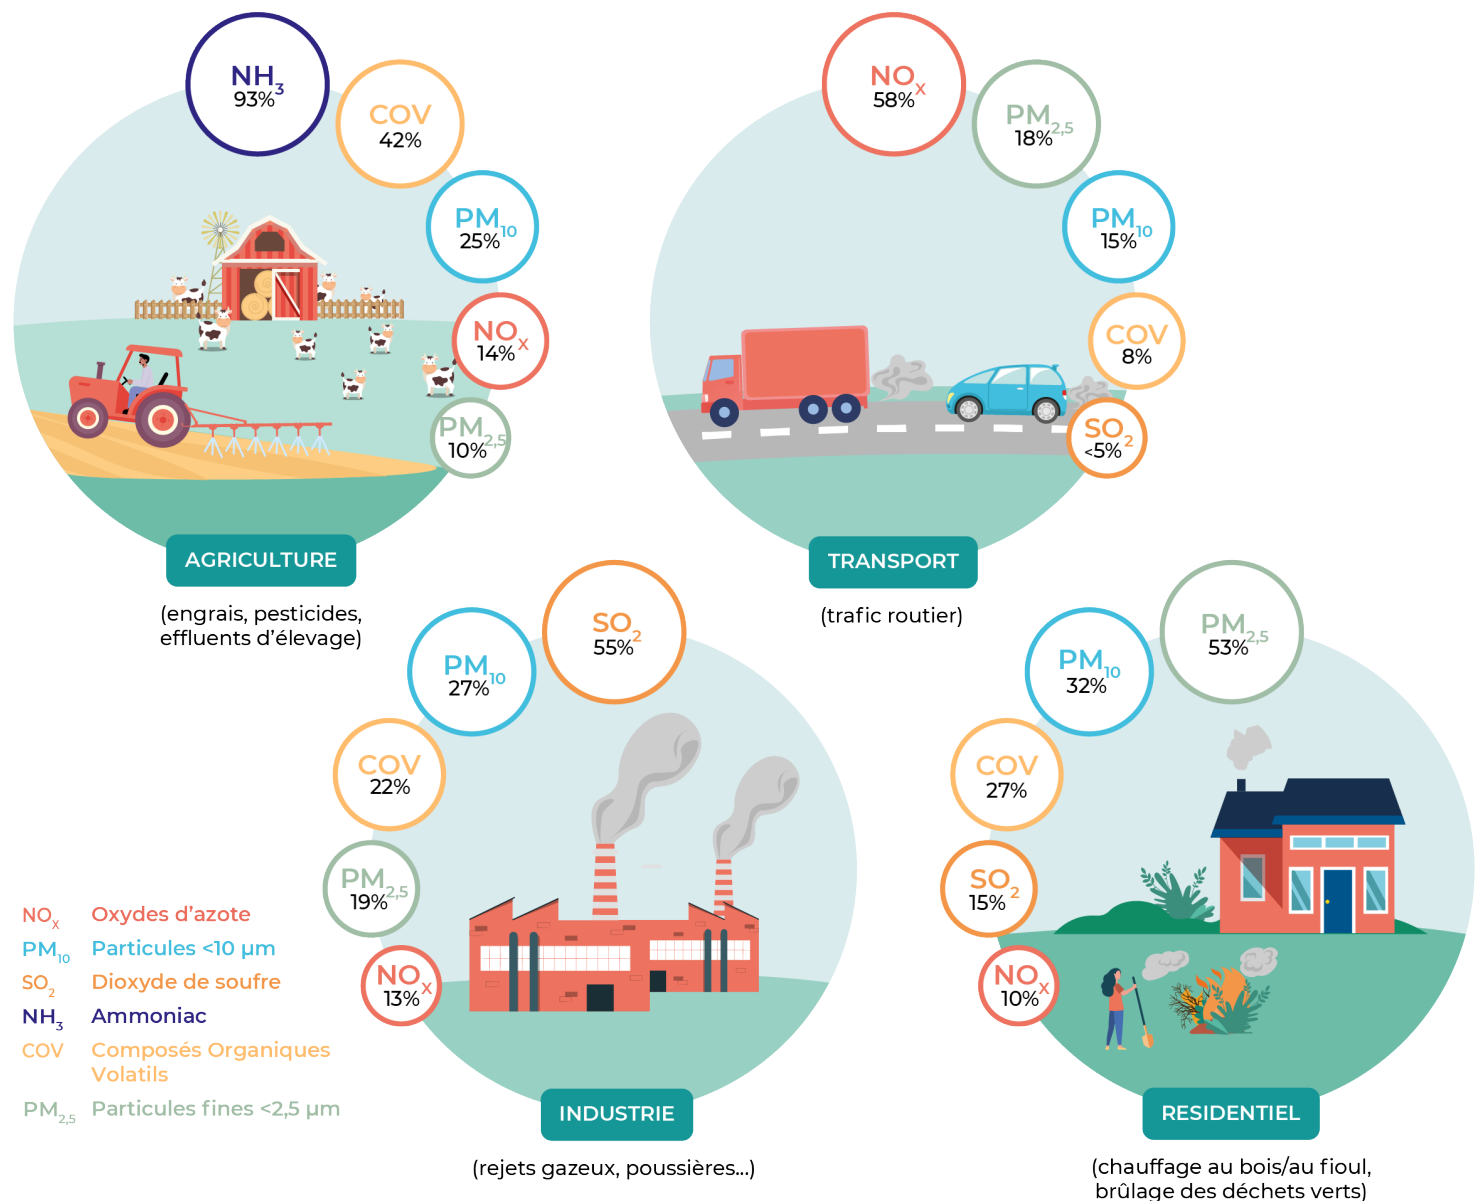 NH3
93%
COV
42%
PM10
25%
NOX
14%
PM2,5
10%
AGRICULTURE
(engrais, pesticides,
effluents d'élevage)
NOX
58%
PM2,5
18%
PM10
15%
COV
8%
SO2
<5%
TRANSPORT
(trafic routier)
SO2
55%
PM10
27%
COV
22%
PM2,5
19%
NOX
13%
INDUSTRIE
(rejets gazeux, poussières...)
PM2,5
53%
PM10
32%
COV
27%
SO2
15%
NOX
10%
RESIDENTIEL
(chauffage au bois/au fioul,
brûlage des déchets verts)
NOX Oxydes d'azote
PM10 Particules <10 µm
SO2 Dioxyde de soufre
NH3 Ammoniac
COV Composés Organiques
Volatils
PM2,5 Particules fines <2,5 µm